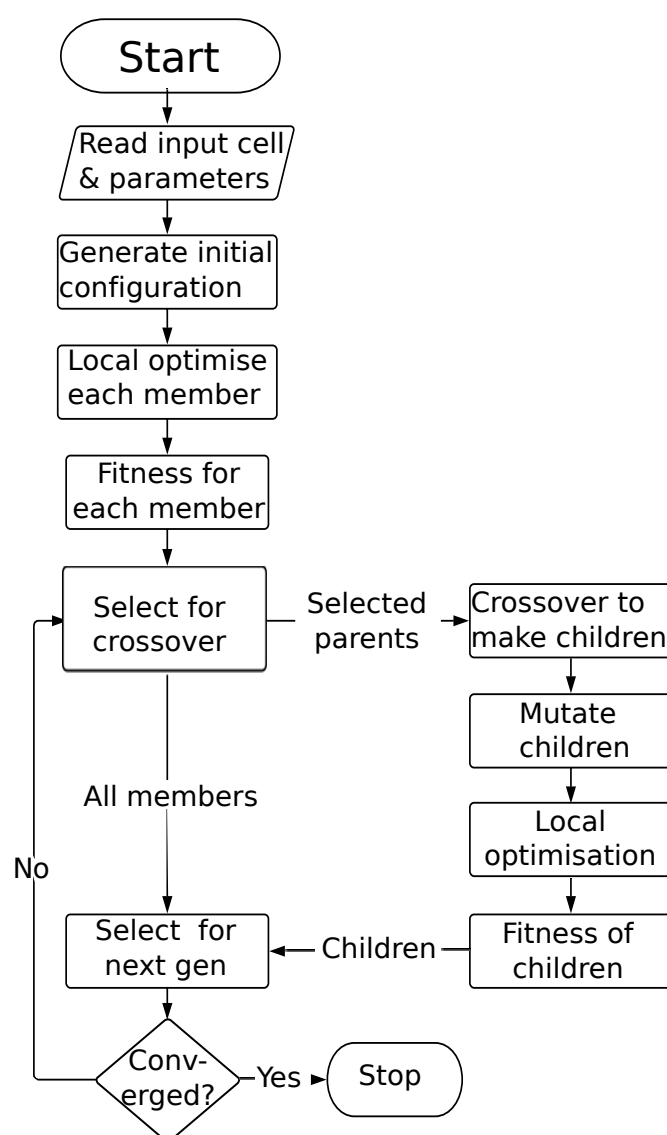 Start
Read input cell
& parameters
Generate initial
configuration
Local optimise
each member
Fitness for
each member
Select for
crossover
Selected
parents
Crossover to
make children
Mutate
children
Local
optimisation
Fitness of
children
All members
No
Select for
next gen
Children
Conv-
erged?
Yes
Stop